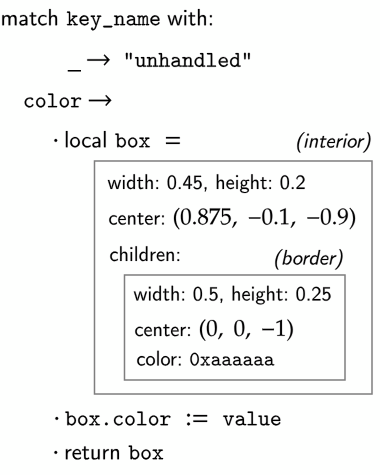 match key_name with:
_ → "unhandled"
color →
· local box = (interior)
width: 0.45, height: 0.2
center: (0.875, −0.1, −0.9)
children: (border)
width: 0.5, height: 0.25
center: (0, 0, −1)
color: 0xaaaaaa
· box.color := value
· return box